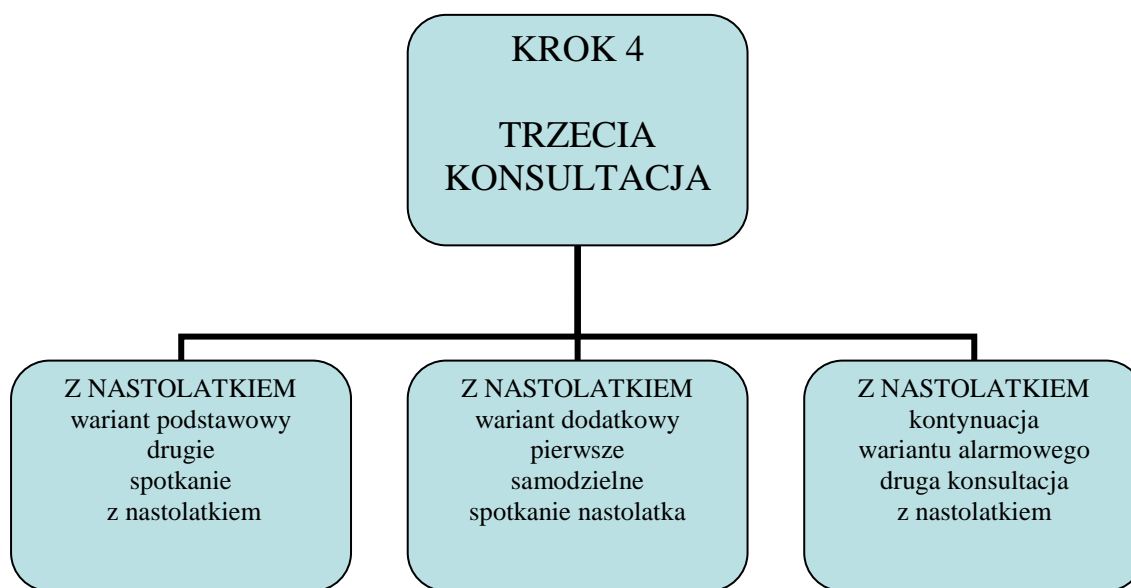 KROK 4
TRZECIA
KONSULTACJA
Z NASTOLATKIEM
wariant podstawowy
drugie
spotkanie
z nastolatkiem
Z NASTOLATKIEM
wariant dodatkowy
pierwsze
samodzielne
spotkanie nastolatka
Z NASTOLATKIEM
kontynuacja
wariantu alarmowego
druga konsultacja
z nastolatkiem